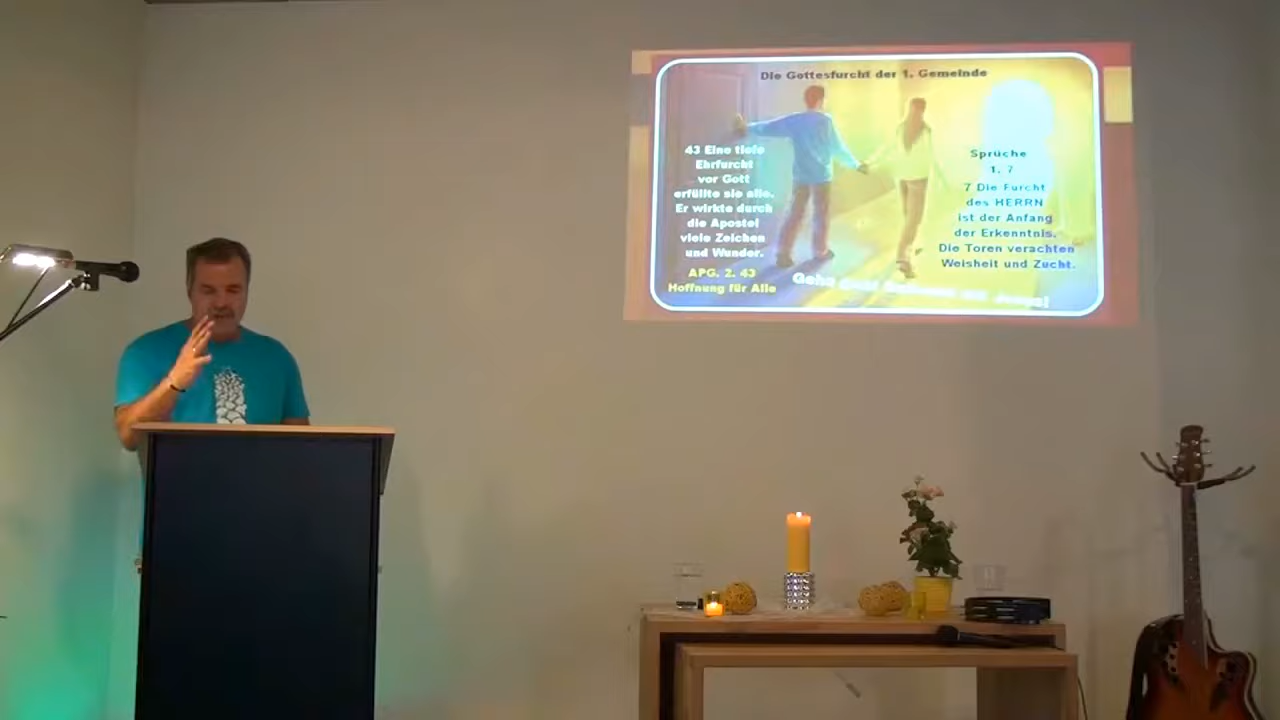 Die Gottesfurcht der 1. Gemeinde
43 Eine tiefe
Ehrfurcht
vor Gott
erfüllte sie alle.
Er wirkte durch
die Apostel
viele Zeichen
und Wunder.
APG. 2. 43
Hoffnung für Alle
Sprüche
1. 7
7 Die Furcht
des HERRN
ist der Anfang
der Erkenntnis.
Die Toren verachten
Weisheit und Zucht.